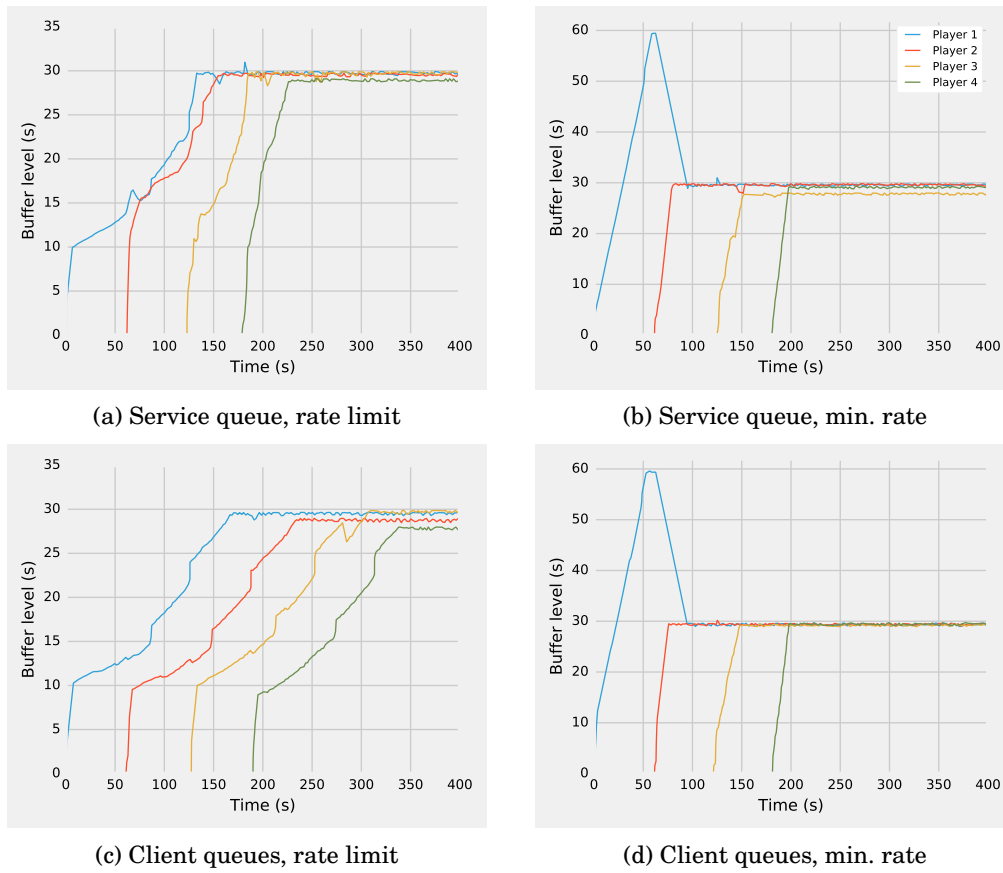 35
30
25
20
15
10
5
0
Buffer level (s)
0 50 100 150 200 250 300 350 400
Time (s)
(a) Service queue, rate limit
60
50
40
30
20
10
0
Buffer level (s)
Player 1
Player 2
Player 3
Player 4
0 50 100 150 200 250 300 350 400
Time (s)
(b) Service queue, min. rate
35
30
25
20
15
10
5
0
Buffer level (s)
0 50 100 150 200 250 300 350 400
Time (s)
(c) Client queues, rate limit
60
50
40
30
20
10
0
Buffer level (s)
0 50 100 150 200 250 300 350 400
Time (s)
(d) Client queues, min. rate